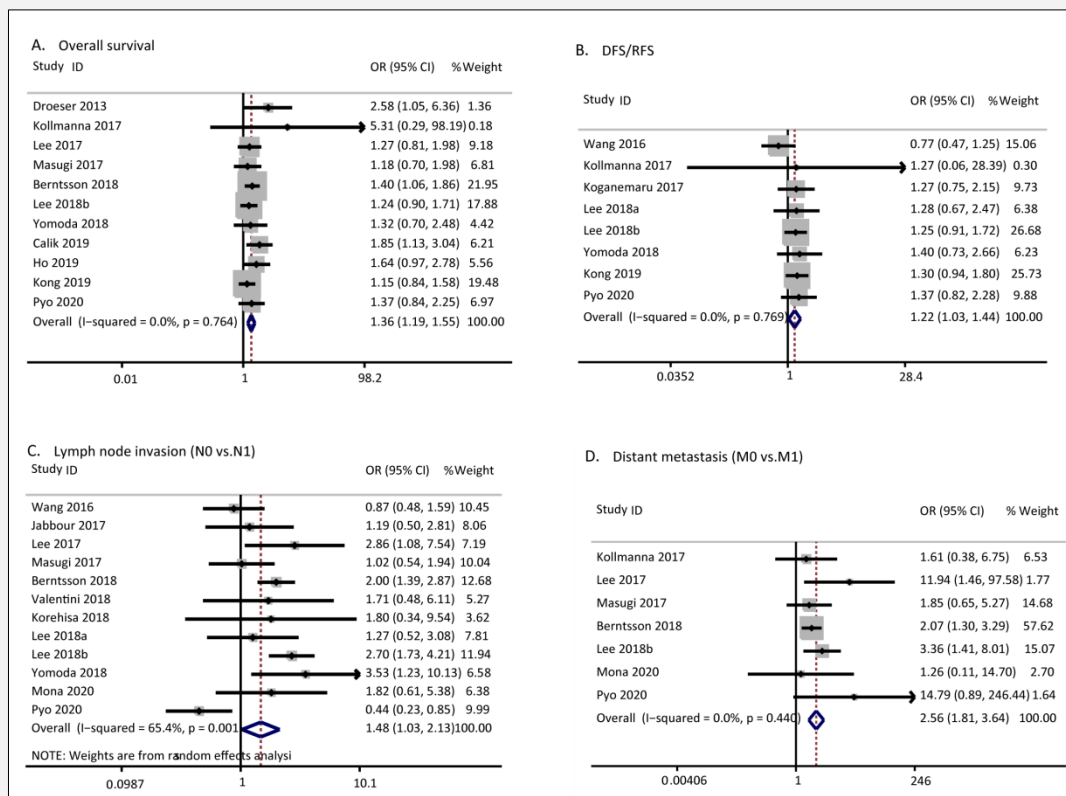 A. Overall survival
Study ID OR (95% CI) %Weight
Droeser 2013 2.58 (1.05, 6.36) 1.36
Kollmanna 2017 5.31 (0.29, 98.19) 0.18
Lee 2017 1.27 (0.81, 1.98) 9.18
Masugi 2017 1.18 (0.70, 1.98) 6.81
Berntsson 2018 1.40 (1.06, 1.86) 21.95
Lee 2018b 1.24 (0.90, 1.71) 17.88
Yomoda 2018 1.32 (0.70, 2.48) 4.42
Calik 2019 1.85 (1.13, 3.04) 6.21
Ho 2019 1.64 (0.97, 2.78) 5.56
Kong 2019 1.15 (0.84, 1.58) 19.48
Pyo 2020 1.37 (0.84, 2.25) 6.97
Overall (I-squared = 0.0%, p = 0.764) 1.36 (1.19, 1.55) 100.00
0.01 1 98.2
B. DFS/RFS
Study ID OR (95% CI) %Weight
Wang 2016 0.77 (0.47, 1.25) 15.06
Kollmanna 2017 1.27 (0.06, 28.39) 0.30
Koganemaru 2017 1.27 (0.75, 2.15) 9.73
Lee 2018a 1.28 (0.67, 2.47) 6.38
Lee 2018b 1.25 (0.91, 1.72) 26.68
Yomoda 2018 1.40 (0.73, 2.66) 6.23
Kong 2019 1.30 (0.94, 1.80) 25.73
Pyo 2020 1.37 (0.82, 2.28) 9.88
Overall (I-squared = 0.0%, p = 0.769) 1.22 (1.03, 1.44) 100.00
0.0352 1 28.4
C. Lymph node invasion (N0 vs.N1)
Study ID OR (95% CI) %Weight
Wang 2016 0.87 (0.48, 1.59) 10.45
Jabbour 2017 1.19 (0.50, 2.81) 8.06
Lee 2017 2.86 (1.08, 7.54) 7.19
Masugi 2017 1.02 (0.54, 1.94) 10.04
Berntsson 2018 2.00 (1.39, 2.87) 12.68
Valentini 2018 1.71 (0.48, 6.11) 5.27
Korehisa 2018 1.80 (0.34, 9.54) 3.62
Lee 2018a 1.27 (0.52, 3.08) 7.81
Lee 2018b 2.70 (1.73, 4.21) 11.94
Yomoda 2018 3.53 (1.23, 10.13) 6.58
Mona 2020 1.82 (0.61, 5.38) 6.38
Pyo 2020 0.44 (0.23, 0.85) 9.99
Overall (I-squared = 65.4%, p = 0.001) 1.48 (1.03, 2.13) 100.00
NOTE: Weights are from random effects analysi
0.0987 1 10.1
D. Distant metastasis (M0 vs.M1)
Study ID OR (95% CI) % Weight
Kollmanna 2017 1.61 (0.38, 6.75) 6.53
Lee 2017 11.94 (1.46, 97.58) 1.77
Masugi 2017 1.85 (0.65, 5.27) 14.68
Berntsson 2018 2.07 (1.30, 3.29) 57.62
Lee 2018b 3.36 (1.41, 8.01) 15.07
Mona 2020 1.26 (0.11, 14.70) 2.70
Pyo 2020 14.79 (0.89, 246.44) 1.64
Overall (I-squared = 0.0%, p = 0.440) 2.56 (1.81, 3.64) 100.00
0.00406 1 246